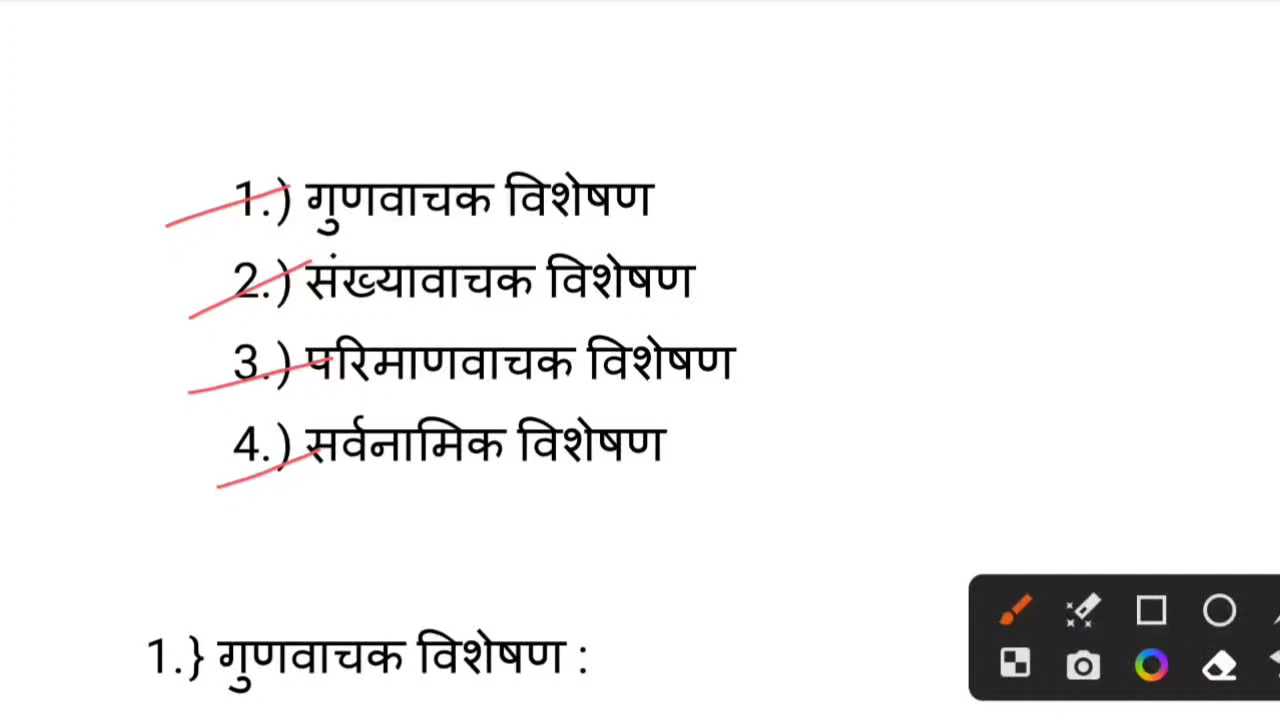 1.) गुणवाचक विशेषण
2.) संख्यावाचक विशेषण
3.) परिमाणवाचक विशेषण
4.) सर्वनामिक विशेषण
1.} गुणवाचक विशेषण :